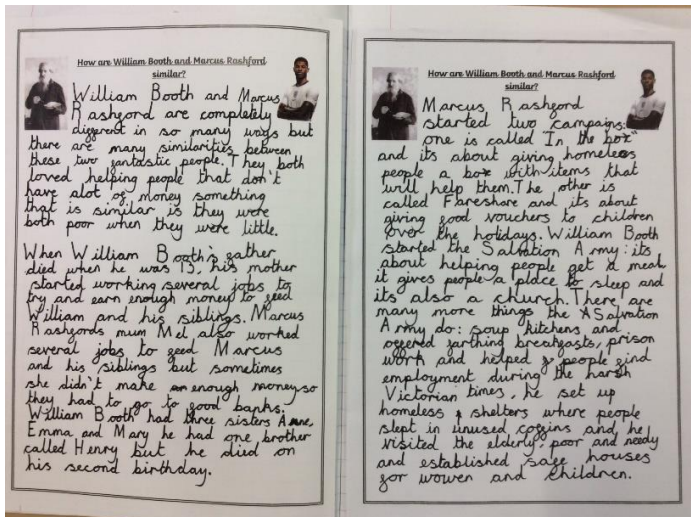 How are William Booth and Marcus Rashford
similar?
William Booth and Marcus
Rashford are completely
different in so many ways but
there are many similarities between
these two fantastic people. They both
loved helping people that don't
have alot of money something
that is similar is they were
both poor when they were little.
When William Booth's father
died when he was 13, his mother
started working several jobs to
try and earn enough money to feed
William and his siblings. Marcus
Rashfords mum Mel also worked
several jobs to feed Marcus
and his siblings but sometimes
she didn't make enough money so
they had to go to food banks.
William Booth had three sisters Anne,
Emma and Mary he had one brother
called Henry but he died on
his second birthday.
How are William Booth and Marcus Rashford
similar?
Marcus Rashford
started two campaigns:
one is called In the box"
and its about giving homeless
people a box with items that
will help them. The other is
called Fareshare and its about
giving food vouchers to children
over the holidays. William Booth
started the Salvation Army: its
about helping people get a meal,
it gives people a place to sleep and
its also a church. There are
many more things the Salvation
Army do: soup kitchens and
offered farthing breakfasts, prison
work and helped people find
employment during the harsh
Victorian times, he set up
homeless shelters where people
slept in unused coffins and he
visited the elderly, poor and needy
and established safe houses
for women and children.